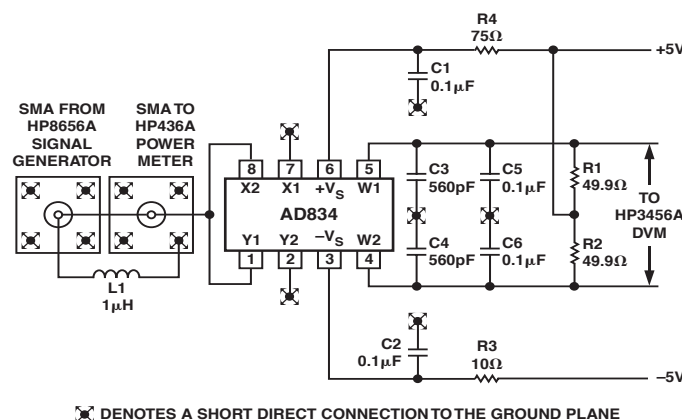 R4
75Ω
+5V
C1
0.1µF
SMA FROM
HP8656A
SIGNAL
GENERATOR
SMA TO
HP436A
POWER
METER
8
7
6
5
X2
X1
+VS
W1
AD834
Y1
Y2
–VS
W2
1
2
3
4
C3
560pF
C5
0.1µF
R1
49.9Ω
TO
HP3456A
DVM
C4
560pF
C6
0.1µF
R2
49.9Ω
L1
1µH
C2
0.1µF
R3
10Ω
–5V
DENOTES A SHORT DIRECT CONNECTION TO THE GROUND PLANE